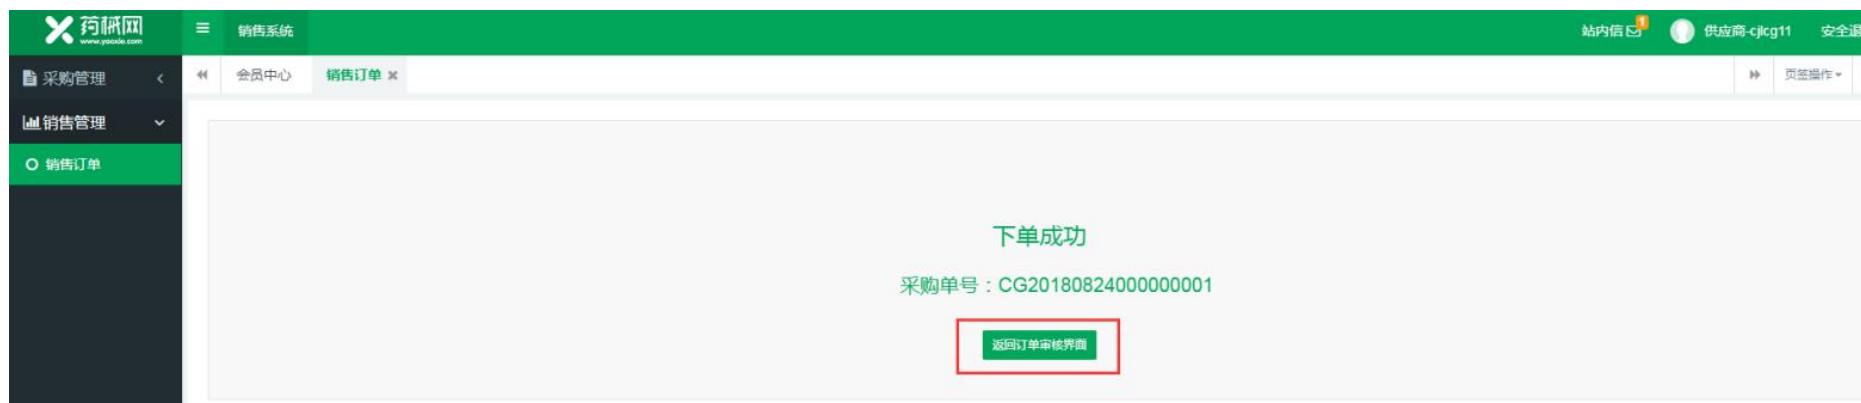 药械网
www.yaoxie.com
销售系统
站内信 1
供应商-cjlcg11
安全退
采购管理
会员中心
销售订单
页签操作
销售管理
销售订单
下单成功
采购单号：CG20180824000000001
返回订单审核界面